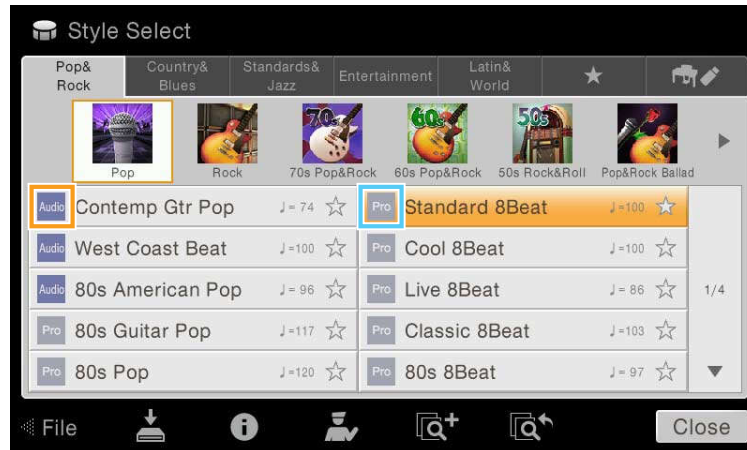 Style Select
Pop&
Rock
Country&
Blues
Standards&
Jazz
Entertainment
Latin&
World
70s
60s
50s
Pop
Rock
70s Pop&Rock
60s Pop&Rock
50s Rock&Roll
Pop&Rock Ballad
Audio Contemp Gtr Pop ♩= 74 ☆
Pro Standard 8Beat ♩=100 ★
Audio West Coast Beat ♩=100 ☆
Pro Cool 8Beat ♩=100 ☆
Audio 80s American Pop ♩= 96 ☆
Pro Live 8Beat ♩= 86 ☆
1/4
Pro 80s Guitar Pop ♩=117 ☆
Pro Classic 8Beat ♩=103 ☆
Pro 80s Pop ♩=120 ☆
Pro 80s 8Beat ♩= 97 ☆
File
Close